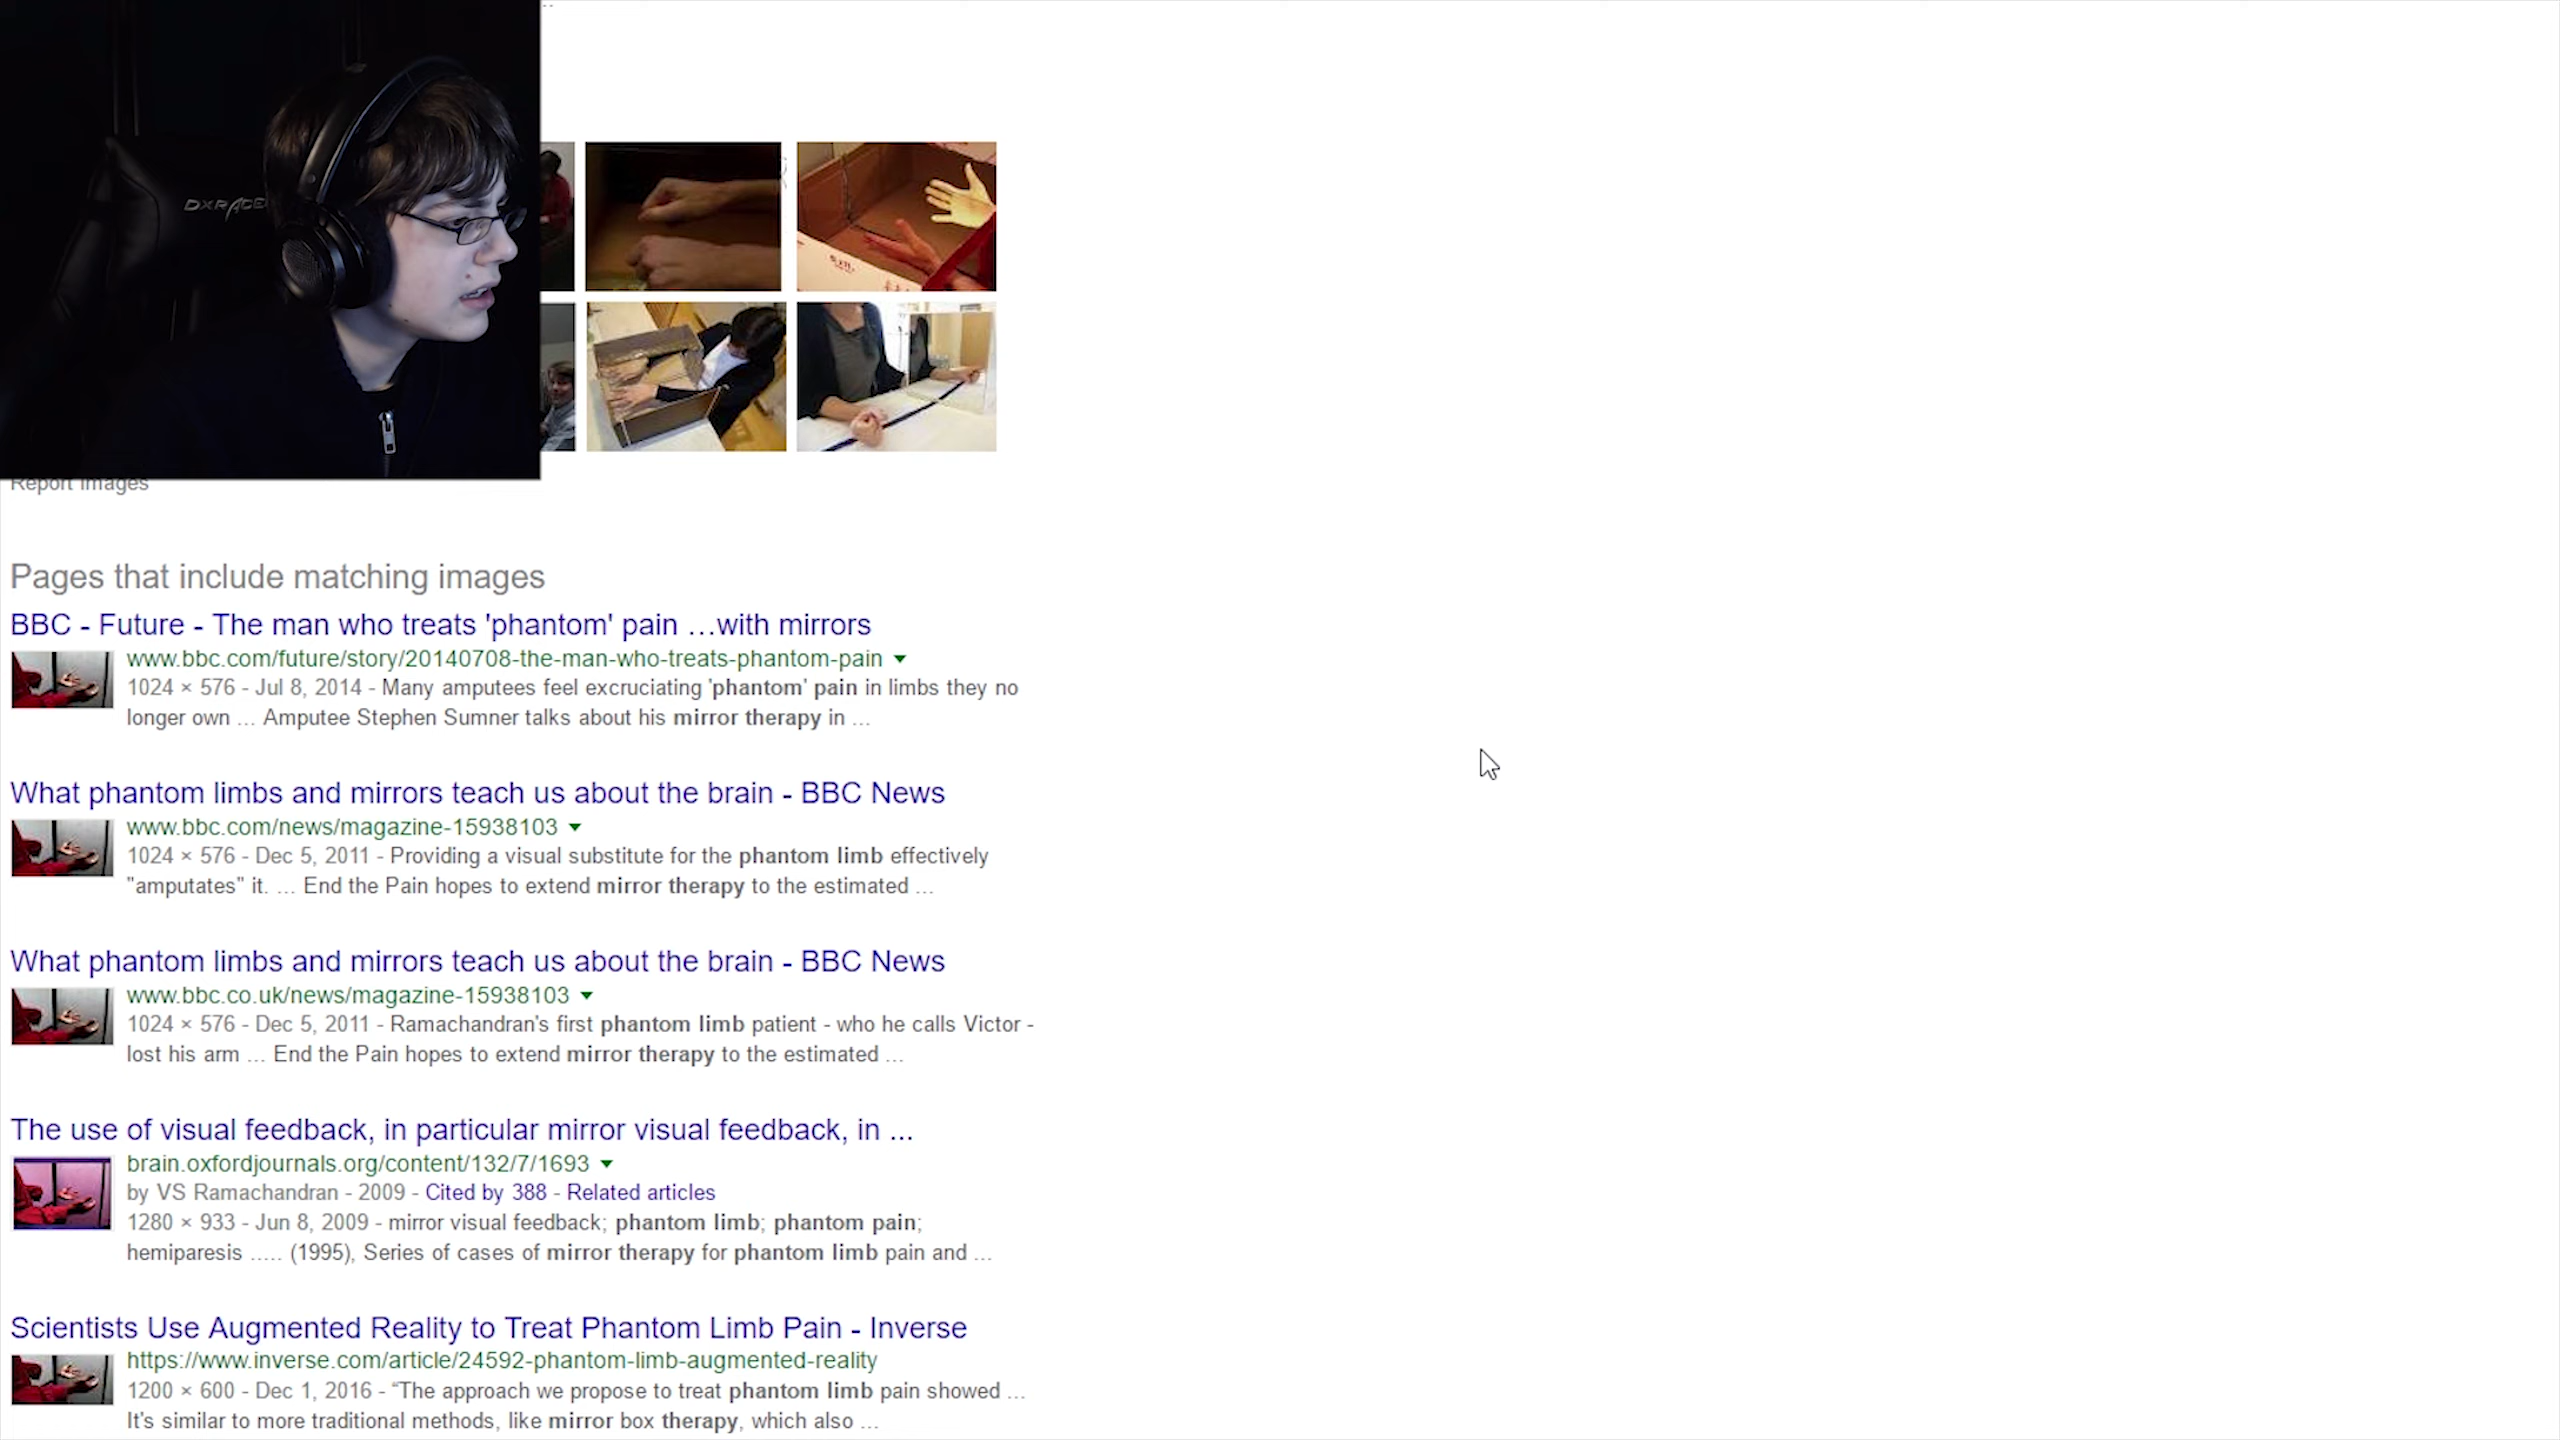 DXRACER
Report images
Pages that include matching images
BBC - Future - The man who treats 'phantom' pain …with mirrors
www.bbc.com/future/story/20140708-the-man-who-treats-phantom-pain
1024 × 576 - Jul 8, 2014 - Many amputees feel excruciating 'phantom' pain in limbs they no
longer own ... Amputee Stephen Sumner talks about his mirror therapy in ...
What phantom limbs and mirrors teach us about the brain - BBC News
www.bbc.com/news/magazine-15938103
1024 × 576 - Dec 5, 2011 - Providing a visual substitute for the phantom limb effectively
"amputates" it. ... End the Pain hopes to extend mirror therapy to the estimated ...
What phantom limbs and mirrors teach us about the brain - BBC News
www.bbc.co.uk/news/magazine-15938103
1024 × 576 - Dec 5, 2011 - Ramachandran's first phantom limb patient - who he calls Victor -
lost his arm ... End the Pain hopes to extend mirror therapy to the estimated ...
The use of visual feedback, in particular mirror visual feedback, in ...
brain.oxfordjournals.org/content/132/7/1693
by VS Ramachandran - 2009 - Cited by 388 - Related articles
1280 × 933 - Jun 8, 2009 - mirror visual feedback; phantom limb; phantom pain;
hemiparesis ..... (1995), Series of cases of mirror therapy for phantom limb pain and ...
Scientists Use Augmented Reality to Treat Phantom Limb Pain - Inverse
https://www.inverse.com/article/24592-phantom-limb-augmented-reality
1200 × 600 - Dec 1, 2016 - “The approach we propose to treat phantom limb pain showed ...
It's similar to more traditional methods, like mirror box therapy, which also ...